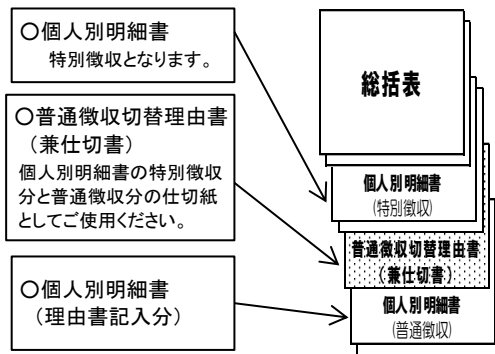 〇個人別明細書
特別徴収となります。
〇普通徴収切替理由書
（兼仕切書）
個人別明細書の特別徴収
分と普通徴収分の仕切紙
としてご使用ください。
〇個人別明細書
（理由書記入分）
総括表
個人別明細書
(特別徴収)
普通徴収切替理由書
（兼仕切書）
個人別明細書
(普通徴収)